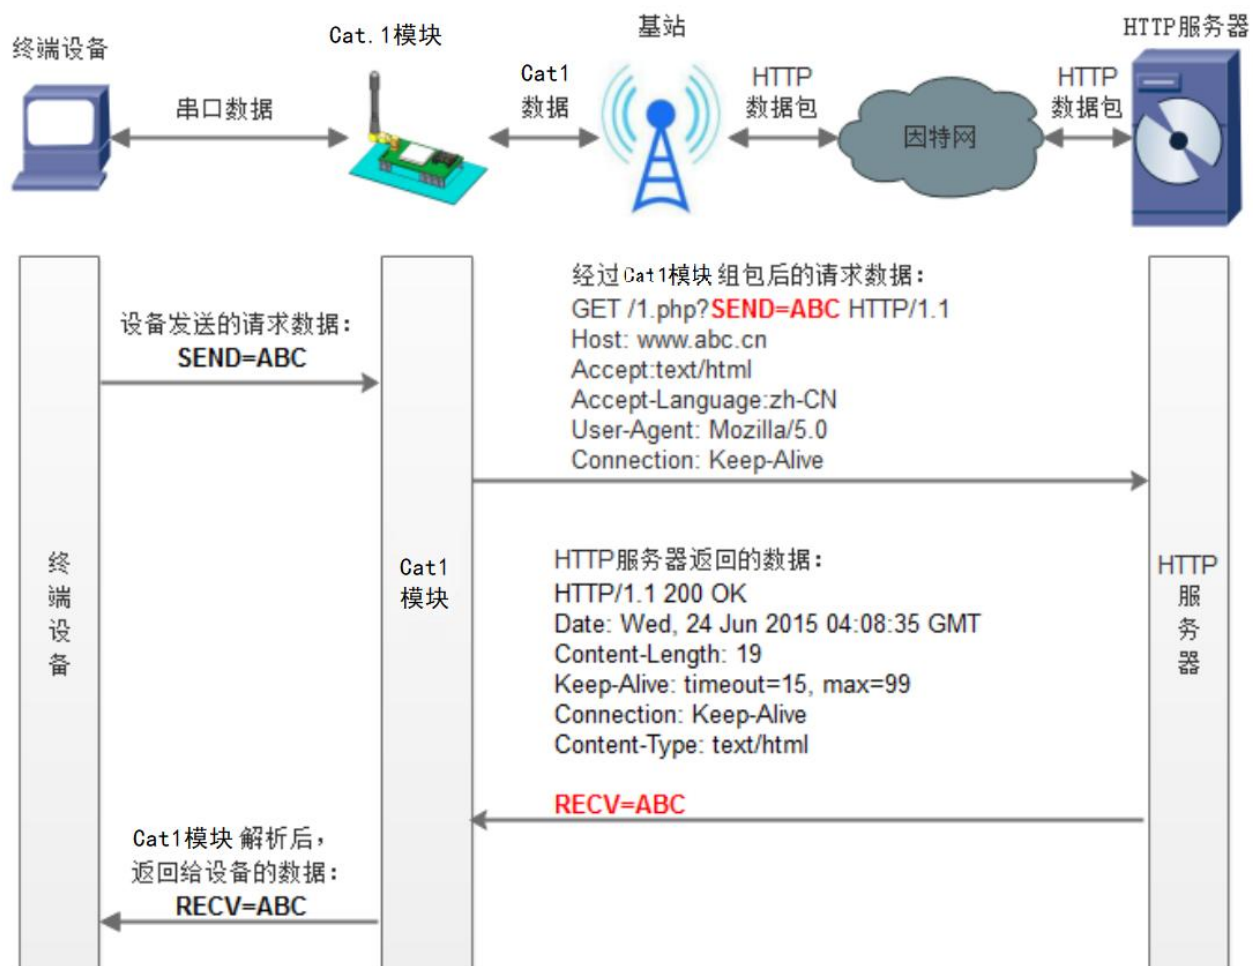 终端设备
Cat.1模块
基站
HTTP服务器
串口数据
Cat1
数据
HTTP
数据包
因特网
HTTP
数据包
设备发送的请求数据：
SEND=ABC
经过Cat1模块组包后的请求数据：
GET /1.php?SEND=ABC HTTP/1.1
Host: www.abc.cn
Accept:text/html
Accept-Language:zh-CN
User-Agent: Mozilla/5.0
Connection: Keep-Alive
终
端
设
备
Cat1
模块
HTTP
服
务
器
HTTP服务器返回的数据：
HTTP/1.1 200 OK
Date: Wed, 24 Jun 2015 04:08:35 GMT
Content-Length: 19
Keep-Alive: timeout=15, max=99
Connection: Keep-Alive
Content-Type: text/html
RECV=ABC
Cat1模块 解析后，
返回给设备的数据：
RECV=ABC